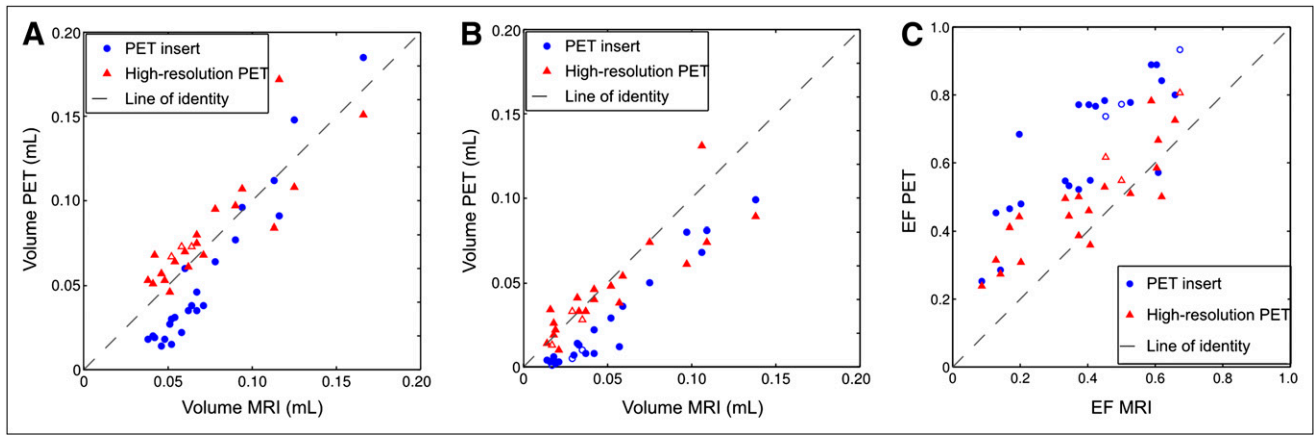 A
0.20
0.15
0.10
0.05
0
0
0.05
0.10
0.15
0.20
Volume PET (mL)
Volume MRI (mL)
PET insert
High-resolution PET
Line of identity
B
0.20
0.15
0.10
0.05
0
0
0.05
0.10
0.15
0.20
Volume PET (mL)
Volume MRI (mL)
PET insert
High-resolution PET
Line of identity
C
1.0
0.8
0.6
0.4
0.2
0
0
0.2
0.4
0.6
0.8
1.0
EF PET
EF MRI
PET insert
High-resolution PET
Line of identity